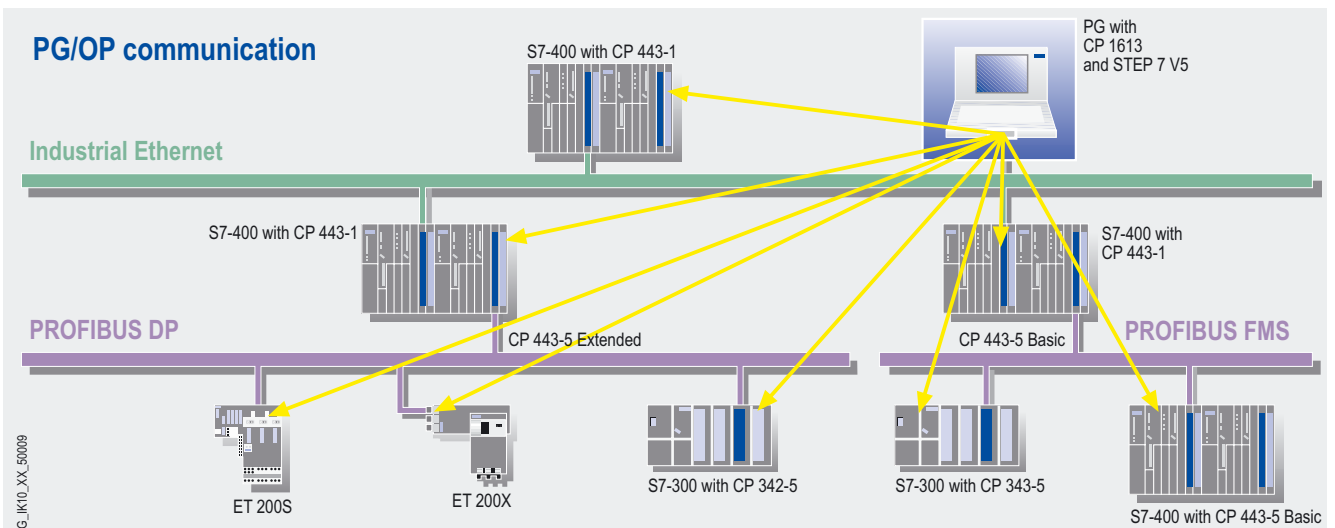 PG/OP communication
S7-400 with CP 443-1
PG with
CP 1613
and STEP 7 V5
Industrial Ethernet
S7-400 with CP 443-1
S7-400 with
CP 443-1
PROFIBUS DP
CP 443-5 Extended
CP 443-5 Basic
PROFIBUS FMS
ET 200S
ET 200X
S7-300 with CP 342-5
S7-300 with CP 343-5
S7-400 with CP 443-5 Basic
G_IK10_XX_50009